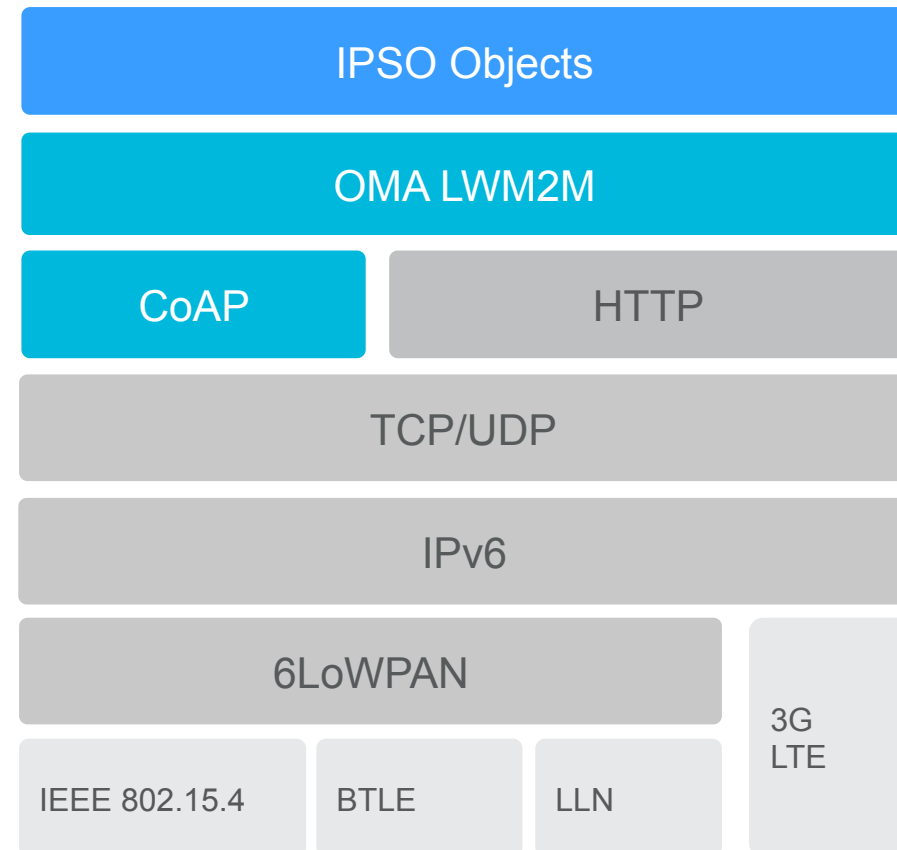 IPSO Objects
OMA LWM2M
CoAP
HTTP
TCP/UDP
IPv6
6LoWPAN
3G
LTE
IEEE 802.15.4
BTLE
LLN